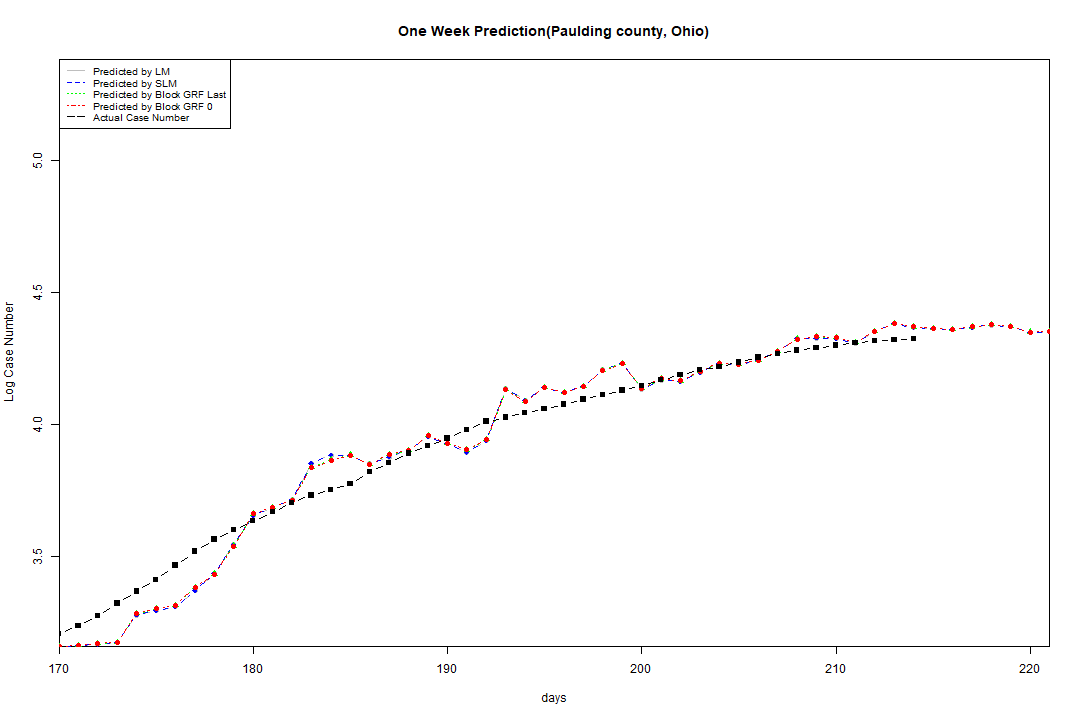 One Week Prediction(Paulding county, Ohio)
Predicted by LM
Predicted by SLM
Predicted by Block GRF Last
Predicted by Block GRF 0
Actual Case Number
5.0
4.5
4.0
3.5
Log Case Number
170 180 190 200 210 220
days